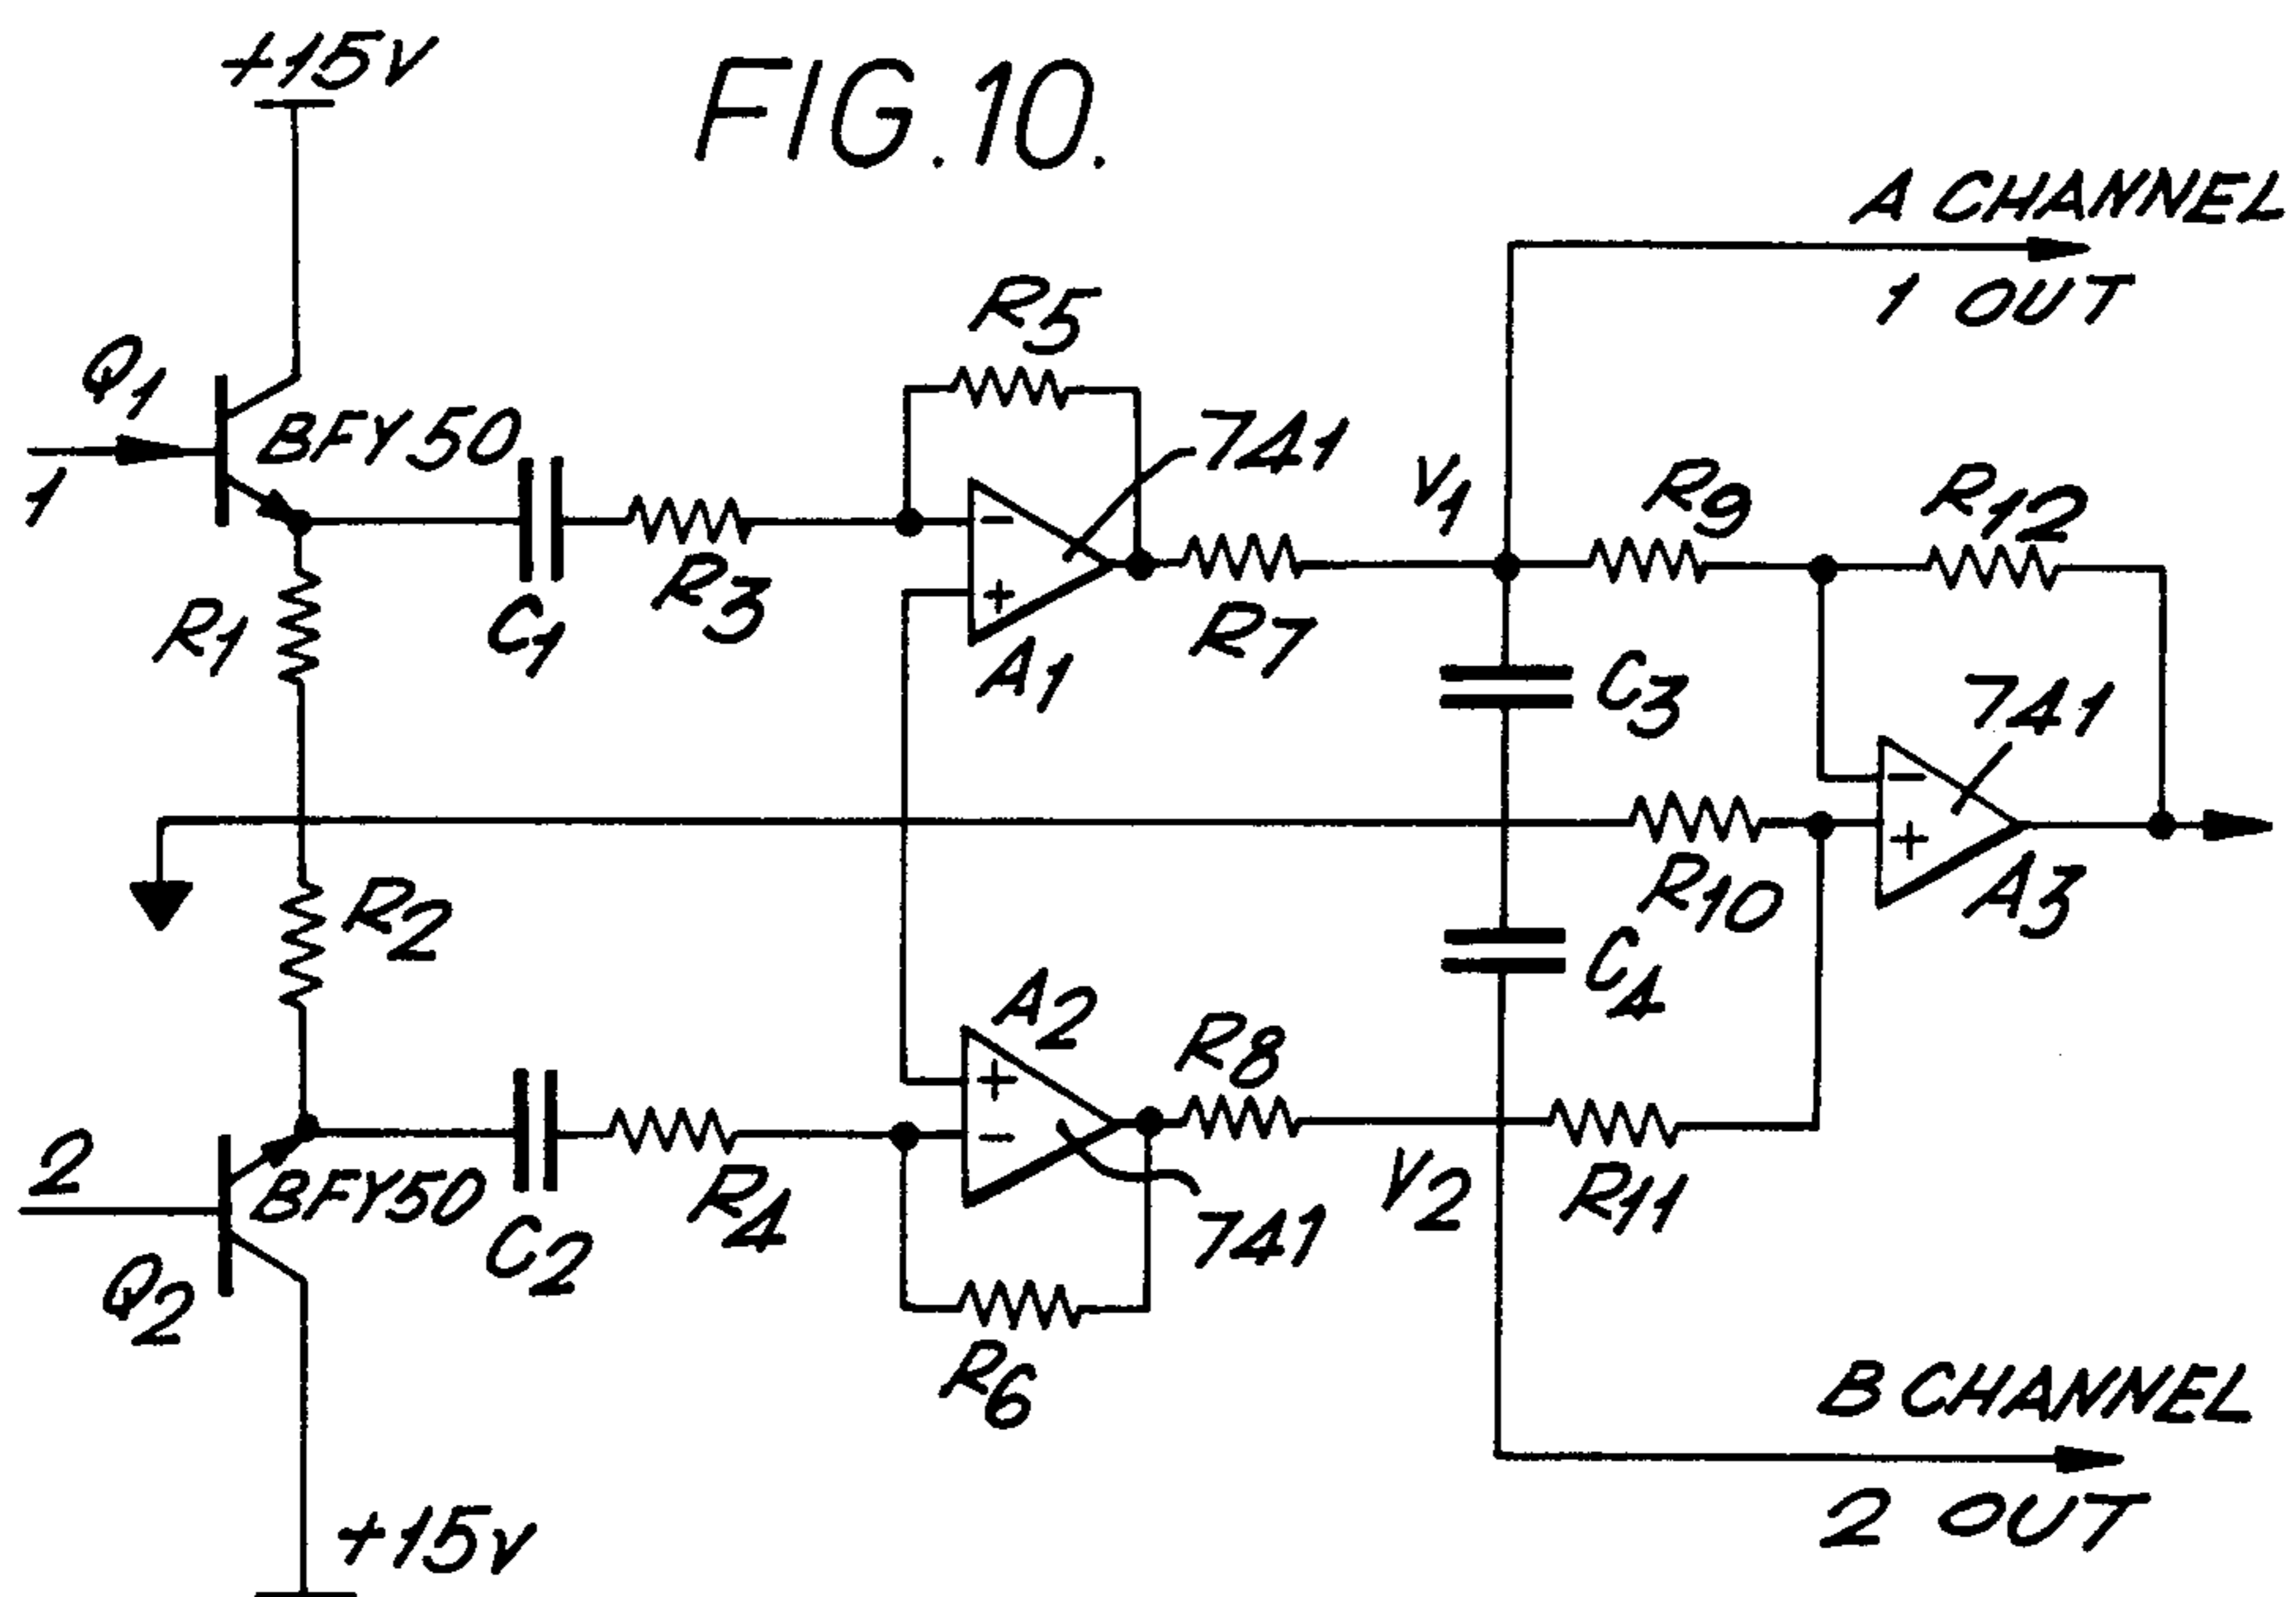 FIG. 10.
+15V
A CHANNEL
1 OUT
R5
Q1
BFY50
741
1
V1
R9
R12
C1
R3
R1
R7
A1
C3
741
R10
A3
R2
C4
A2
R8
2
BFY50
R4
V2
R11
C2
741
Q2
R6
B CHANNEL
2 OUT
+15V
- + + - - +